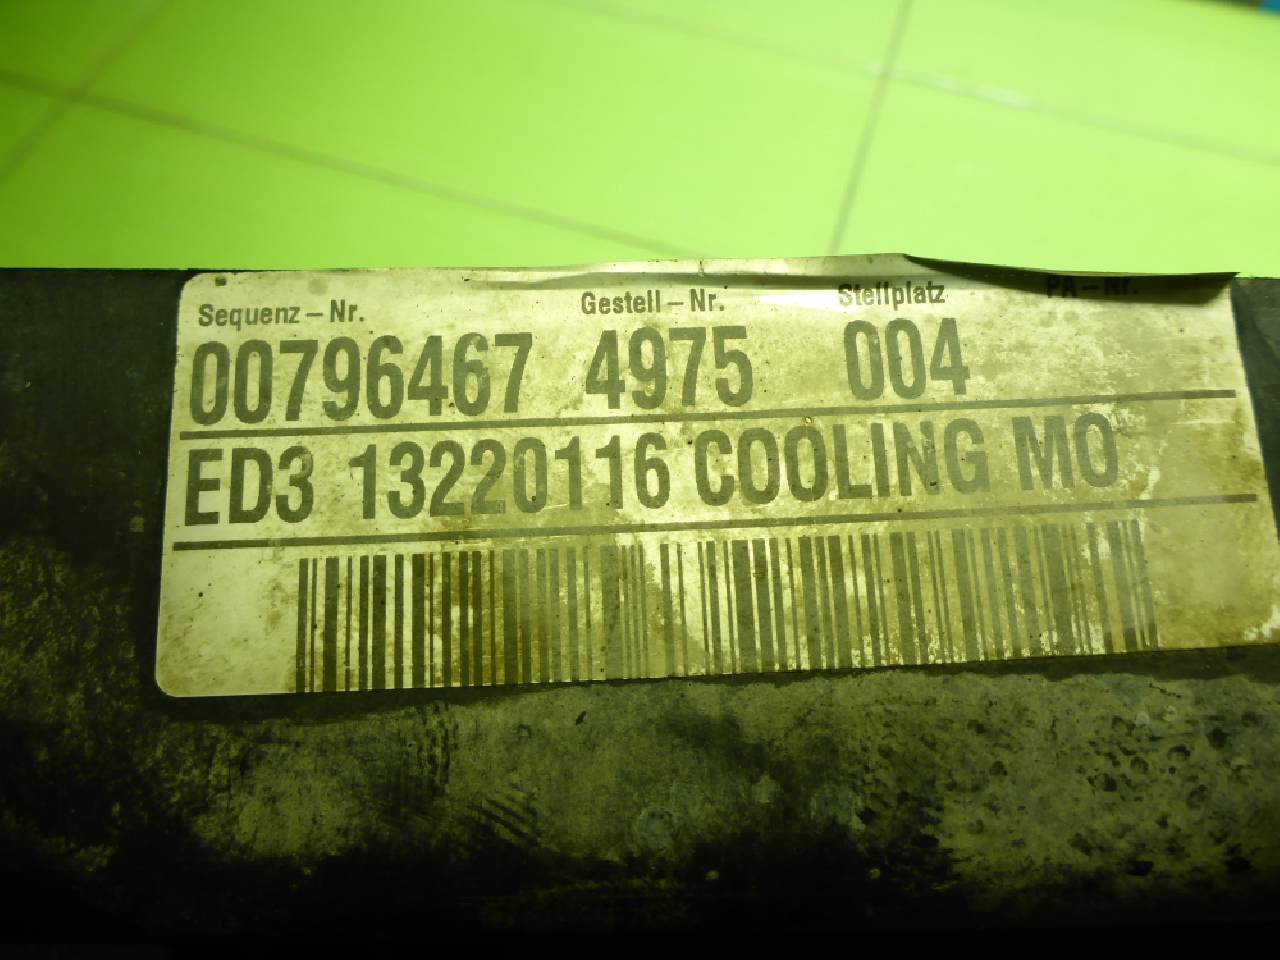 Sequenz-Nr. Gestell-Nr. Stellplatz PA-Nr.
00796467 4975 004
ED3 13220116 COOLING MO